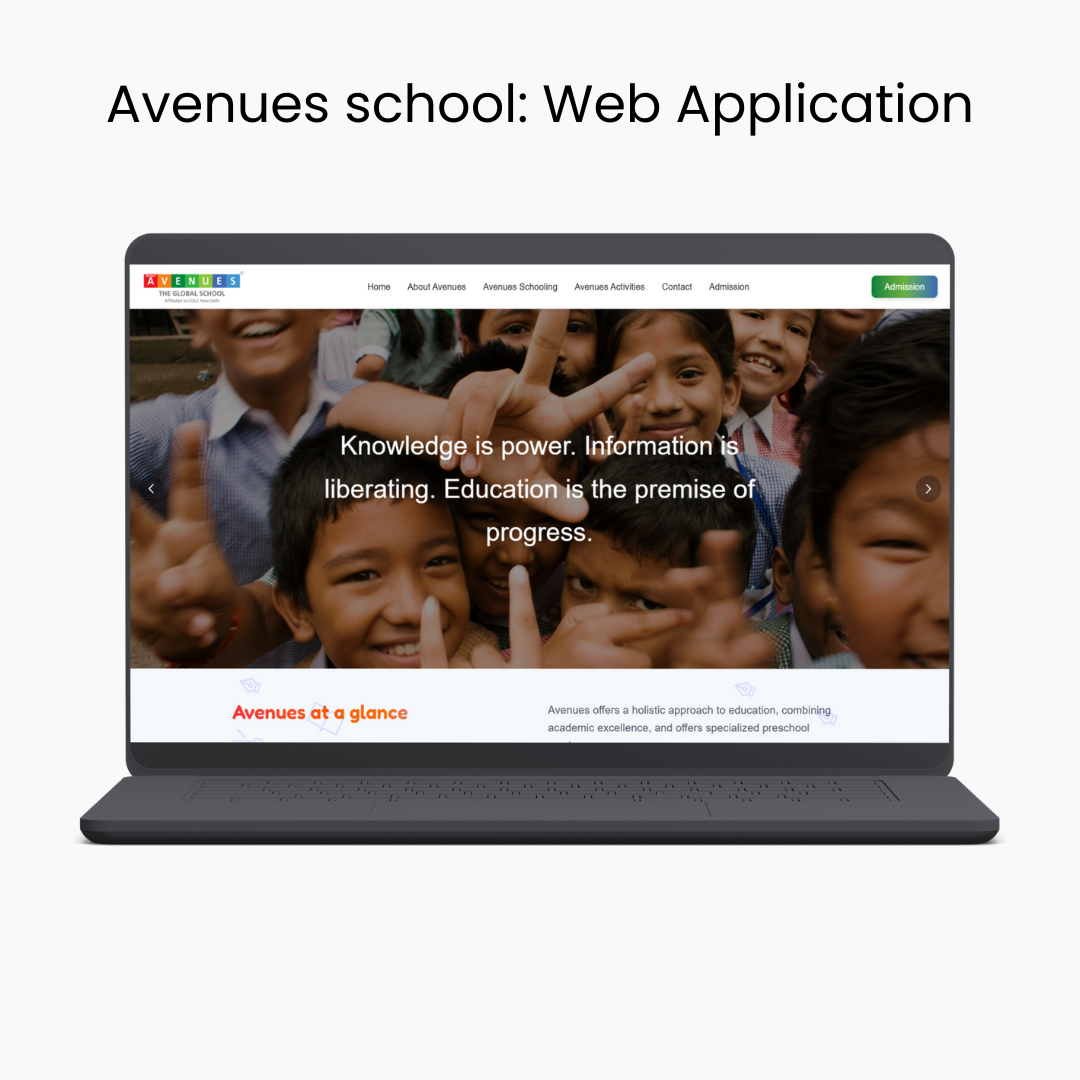 Avenues school: Web Application
AVENUES
THE GLOBAL SCHOOL
Home About Avenues Avenues Schooling Avenues Activities Contact Admission
Admission
Knowledge is power. Information is
liberating. Education is the premise of
progress.
Avenues at a glance
Avenues offers a holistic approach to education, combining
academic excellence, and offers specialized preschool